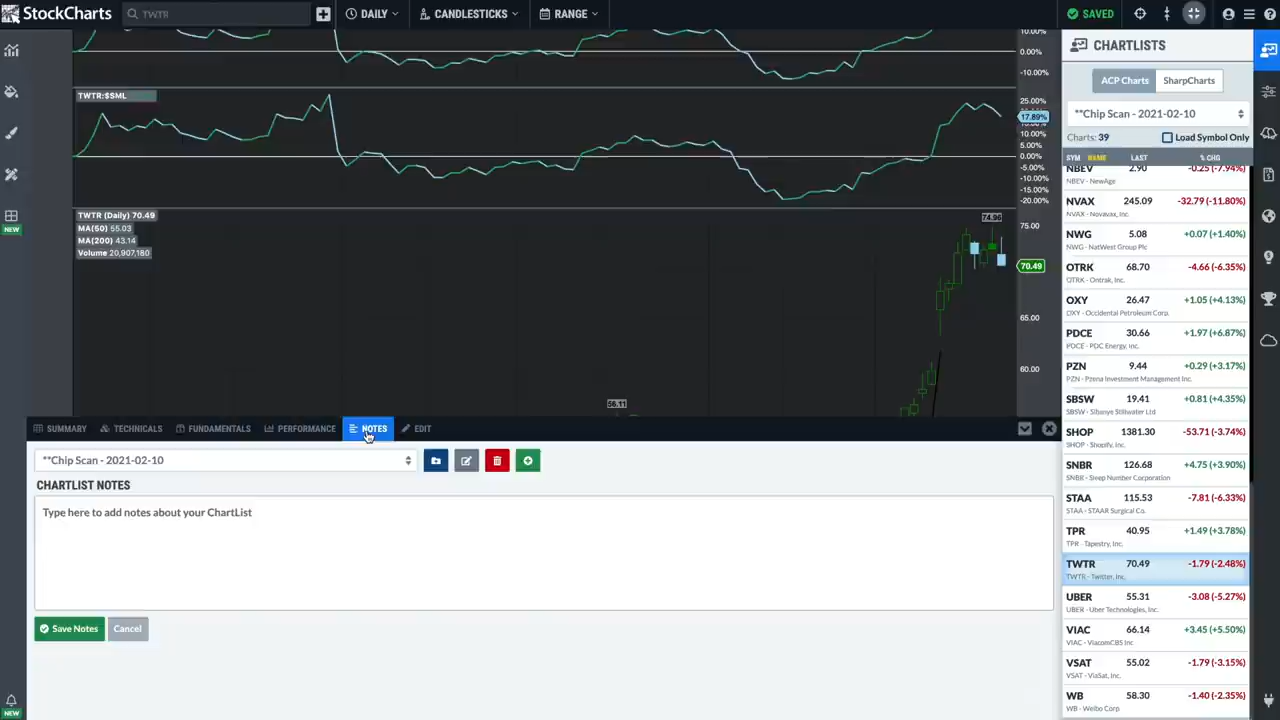 StockCharts
TWTR
DAILY
CANDLESTICKS
RANGE
SAVED
10.00%
0.00%
-10.00%
TWTR:$SML
25.00%
17.89%
10.00%
5.00%
0.00%
-5.00%
-10.00%
-15.00%
-20.00%
TWTR (Daily) 70.49
MA(50) 55.03
MA(200) 43.14
Volume 20,907,180
74.96
75.00
70.49
65.00
60.00
56.11
NEW
NEW
SUMMARY
TECHNICALS
FUNDAMENTALS
PERFORMANCE
NOTES
EDIT
**Chip Scan - 2021-02-10
CHARTLIST NOTES
Type here to add notes about your ChartList
Save Notes
Cancel
CHARTLISTS
ACP Charts
SharpCharts
**Chip Scan - 2021-02-10
Charts: 39
Load Symbol Only
SYM NAME LAST % CHG
NBEV 2.90 -0.25 (-7.94%)
NBEV - NewAge
NVAX 245.09 -32.79 (-11.80%)
NVAX - Novavax, Inc.
NWG 5.08 +0.07 (+1.40%)
NWG - NatWest Group Plc
OTRK 68.70 -4.66 (-6.35%)
OTRK - Ontrak, Inc.
OXY 26.47 +1.05 (+4.13%)
OXY - Occidental Petroleum Corp.
PDCE 30.66 +1.97 (+6.87%)
PDCE - PDC Energy, Inc.
PZN 9.44 +0.29 (+3.17%)
PZN - Pzena Investment Management Inc.
SBSW 19.41 +0.81 (+4.35%)
SBSW - Sibanye Stillwater Ltd
SHOP 1381.30 -53.71 (-3.74%)
SHOP - Shopify, Inc.
SNBR 126.68 +4.75 (+3.90%)
SNBR - Sleep Number Corporation
STAA 115.53 -7.81 (-6.33%)
STAA - STAAR Surgical Co.
TPR 40.95 +1.49 (+3.78%)
TPR - Tapestry, Inc.
TWTR 70.49 -1.79 (-2.48%)
TWTR - Twitter, Inc.
UBER 55.31 -3.08 (-5.27%)
UBER - Uber Technologies, Inc.
VIAC 66.14 +3.45 (+5.50%)
VIAC - ViacomCBS Inc
VSAT 55.02 -1.79 (-3.15%)
VSAT - ViaSat, Inc.
WB 58.30 -1.40 (-2.35%)
WB - Weibo Corp